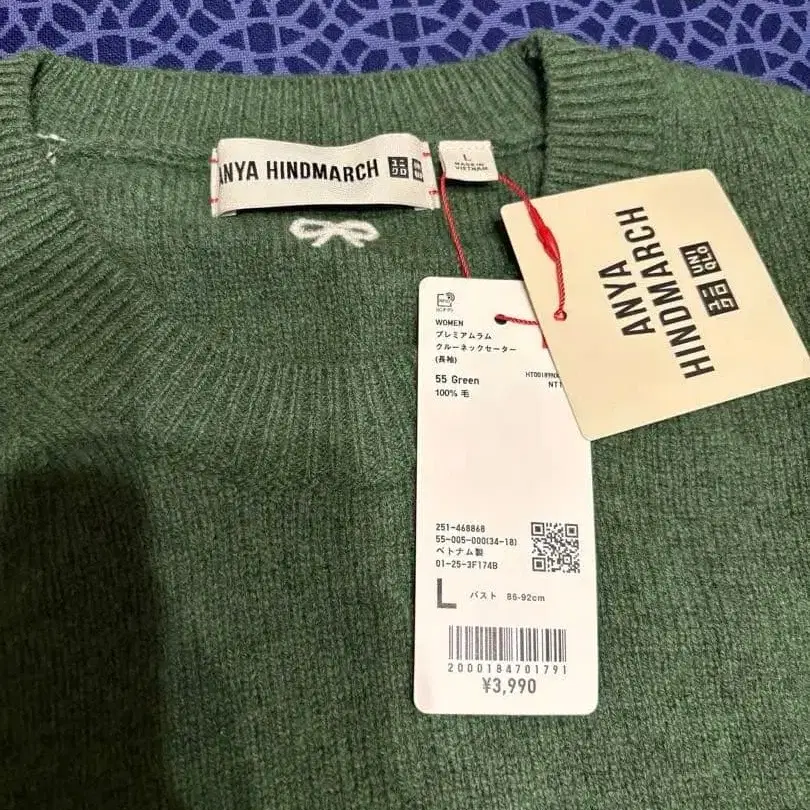 ANYA HINDMARCH ユニクロ
L
MADE IN
VIETNAM
ANYA
HINDMARCH
UNIQLO
ユニクロ
WOMEN
プレミアムラム
クルーネックセーター
(長袖)
55 Green
100% 毛
251-468868
55-005-000(34-18)
ベトナム製
01-25-3F174B
L バスト 86-92cm
2000184701791
¥3,990